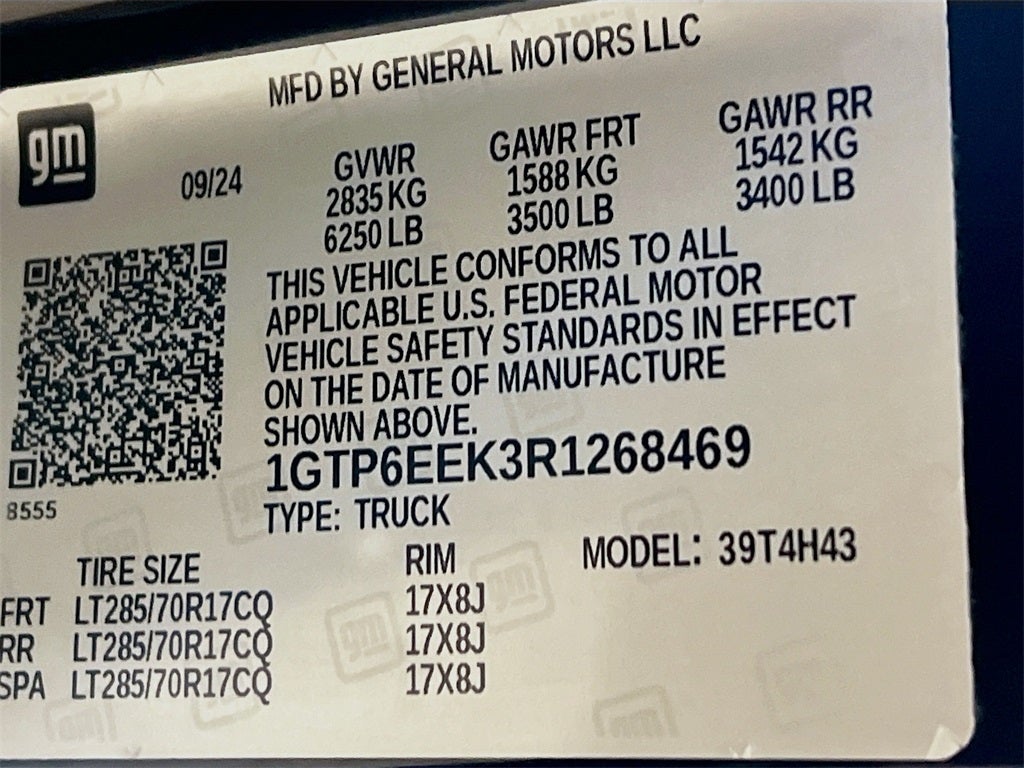 MFD BY GENERAL MOTORS LLC
gm
09/24
GVWR
2835 KG
6250 LB
GAWR FRT
1588 KG
3500 LB
GAWR RR
1542 KG
3400 LB
THIS VEHICLE CONFORMS TO ALL
APPLICABLE U.S. FEDERAL MOTOR
VEHICLE SAFETY STANDARDS IN EFFECT
ON THE DATE OF MANUFACTURE
SHOWN ABOVE.
1GTP6EEK3R1268469
8555
TYPE: TRUCK
MODEL: 39T4H43
TIRE SIZE RIM
FRT LT285/70R17CQ 17X8J
RR LT285/70R17CQ 17X8J
SPA LT285/70R17CQ 17X8J
gm
gm
gm